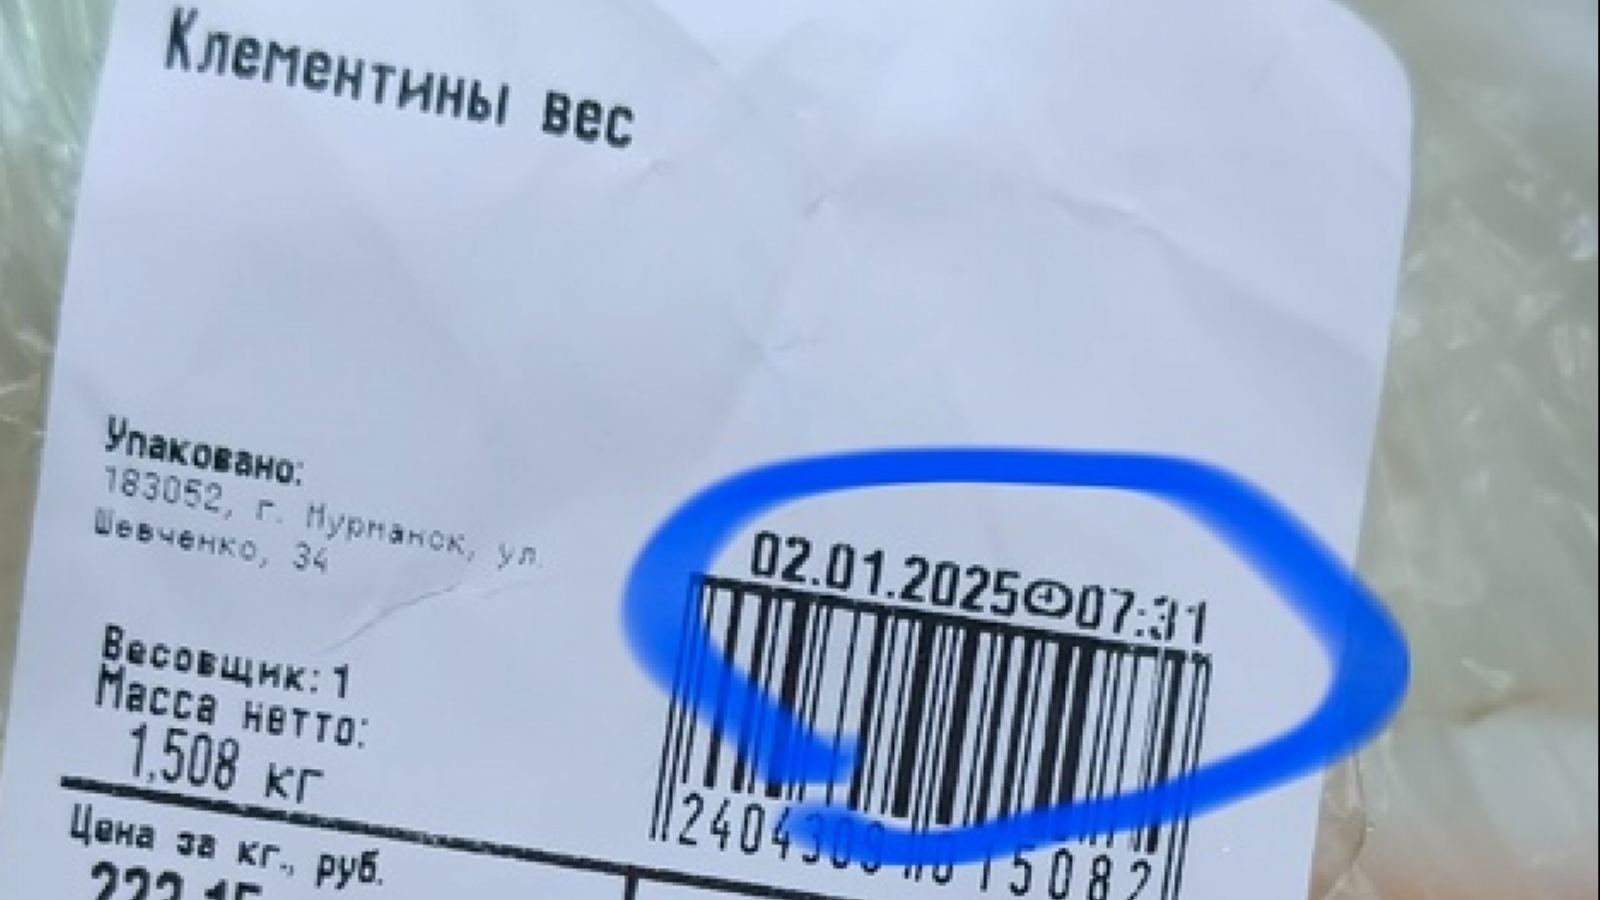 Клементины вес
Упаковано:
183052, г. Мурманск, ул.
Шевченко, 34
02.01.2025 07:31
Весовщик: 1
Масса нетто:
1,508 кг
Цена за кг., руб.